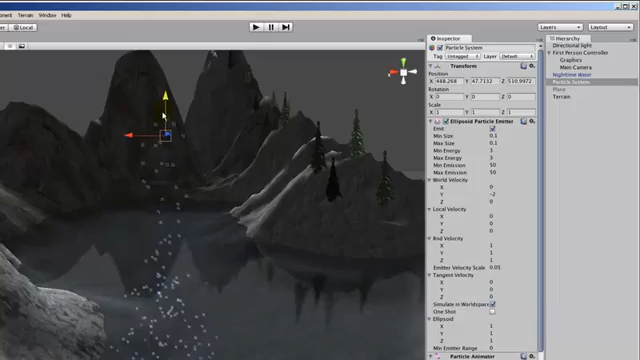 onent Terrain Window Help
Local Layers Layout
Inspector Hierarchy
Particle System
Tag Untagged Layer Default
Transform
Position
X 488.268 Y 47.7132 Z 510.9972
Rotation
X 0 Y 0 Z 0
Scale
X 1 Y 1 Z 1
Ellipsoid Particle Emitter
Emit
Min Size 0.1
Max Size 0.1
Min Energy 3
Max Energy 3
Min Emission 50
Max Emission 50
World Velocity
X 0
Y -2
Z 0
Local Velocity
X 0
Y 0
Z 0
Rnd Velocity
X 1
Y 1
Z 1
Emitter Velocity Scale 0.05
Tangent Velocity
X 0
Y 0
Z 0
Simulate in Worldspace
One Shot
Ellipsoid
X 1
Y 1
Z 1
Min Emitter Range 0
Particle Animator
Directional light
First Person Controller
Graphics
Main Camera
Nighttime Water
Particle System
Plane
Terrain